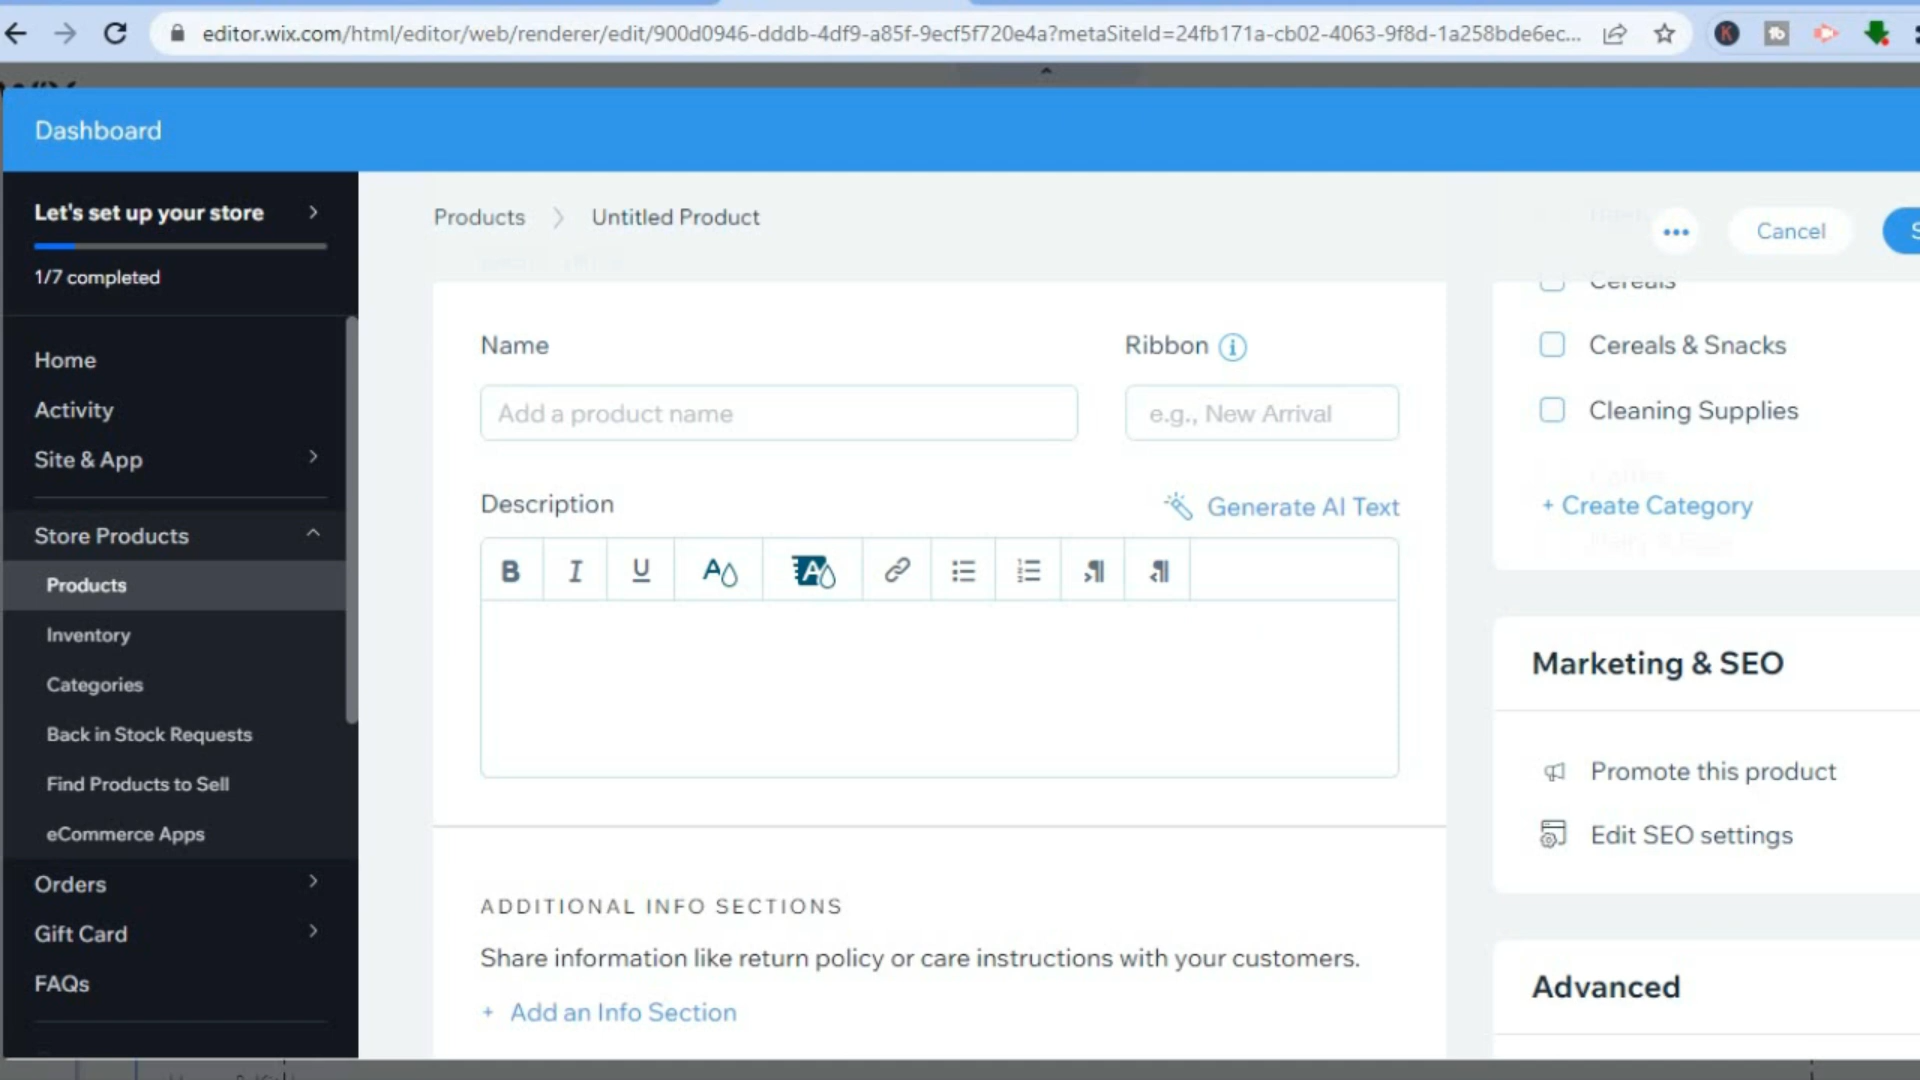 editor.wix.com/html/editor/web/renderer/edit/900d0946-dddb-4df9-a85f-9ecf5f720e4a?metaSiteId=24fb171a-cb02-4063-9f8d-1a258bde6ec...
Dashboard
Let's set up your store
1/7 completed
Home
Activity
Site & App
Store Products
Products
Inventory
Categories
Back in Stock Requests
Find Products to Sell
eCommerce Apps
Orders
Gift Card
FAQs
Products > Untitled Product
Cancel
Name
Ribbon
Add a product name
e.g., New Arrival
Description
Generate AI Text
B I U A A
ADDITIONAL INFO SECTIONS
Share information like return policy or care instructions with your customers.
+ Add an Info Section
Cereals
Cereals & Snacks
Cleaning Supplies
+ Create Category
Marketing & SEO
Promote this product
Edit SEO settings
Advanced